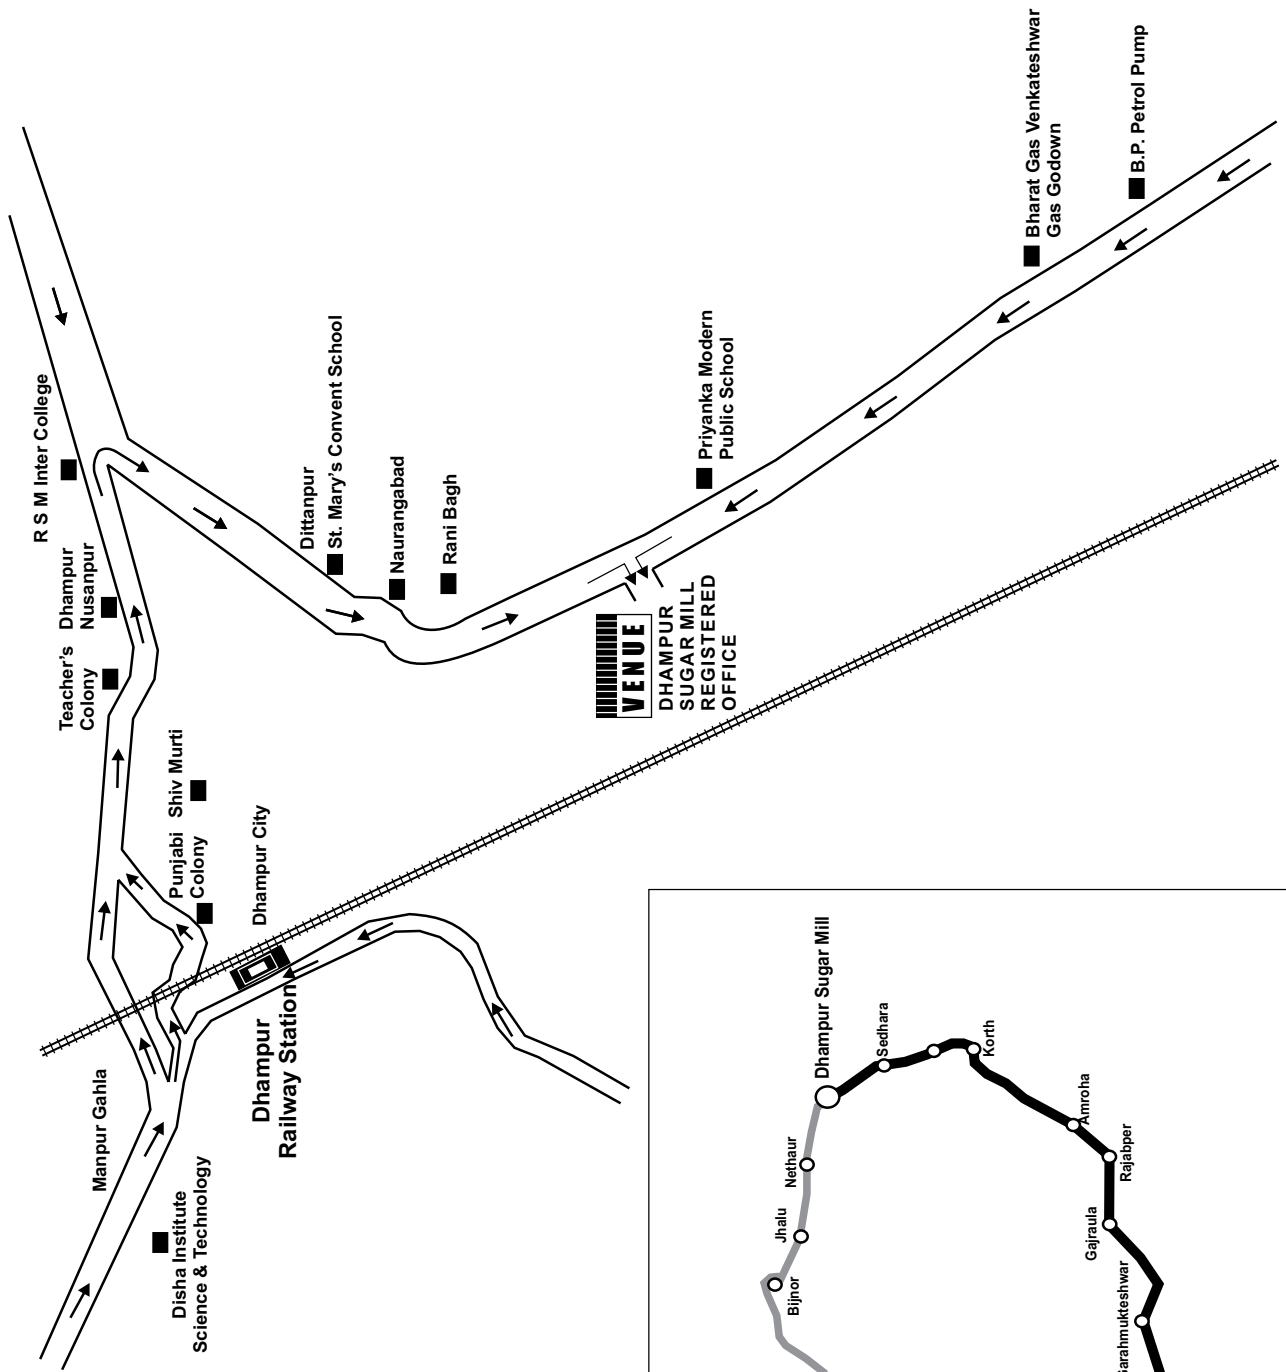 R S M Inter College
Dhampur
Nusanpur
Teacher's
Colony
Shiv Murti
Punjabi
Colony
Dhampur City
Manpur Gahla
Disha Institute
Science & Technology
Dhampur
Railway Station
Dittanpur
St. Mary's Convent School
Naurangabad
Rani Bagh
VENUE
DHAMPUR
SUGAR MILL
REGISTERED
OFFICE
Priyanka Modern
Public School
Bharat Gas Venkateshwar
Gas Godown
B.P. Petrol Pump
Dhampur Sugar Mill
Sedhara
Korth
Amroha
Rajabper
Gajraula
Nethaur
Jhalu
Bijnor